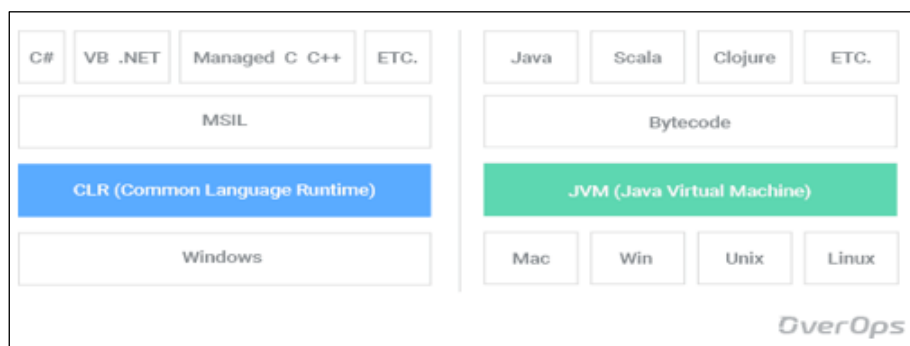 C#
VB .NET
Managed C C++
ETC.
MSIL
CLR (Common Language Runtime)
Windows
Java
Scala
Clojure
ETC.
Bytecode
JVM (Java Virtual Machine)
Mac
Win
Unix
Linux
OverOps